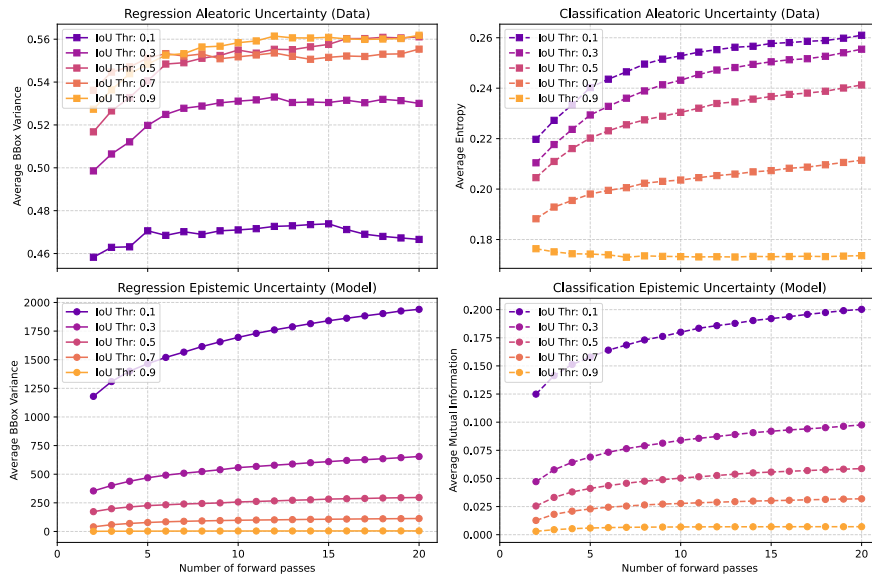 Regression Aleatoric Uncertainty (Data)
Average BBox Variance
0.56
0.54
0.52
0.50
0.48
0.46
IoU Thr: 0.1
IoU Thr: 0.3
IoU Thr: 0.5
IoU Thr: 0.7
IoU Thr: 0.9
Classification Aleatoric Uncertainty (Data)
Average Entropy
0.26
0.24
0.22
0.20
0.18
IoU Thr: 0.1
IoU Thr: 0.3
IoU Thr: 0.5
IoU Thr: 0.7
IoU Thr: 0.9
Regression Epistemic Uncertainty (Model)
Average BBox Variance
2000
1750
1500
1250
1000
750
500
250
0
IoU Thr: 0.1
IoU Thr: 0.3
IoU Thr: 0.5
IoU Thr: 0.7
IoU Thr: 0.9
0 5 10 15 20
Number of forward passes
Classification Epistemic Uncertainty (Model)
Average Mutual Information
0.200
0.175
0.150
0.125
0.100
0.075
0.050
0.025
0.000
IoU Thr: 0.1
IoU Thr: 0.3
IoU Thr: 0.5
IoU Thr: 0.7
IoU Thr: 0.9
0 5 10 15 20
Number of forward passes